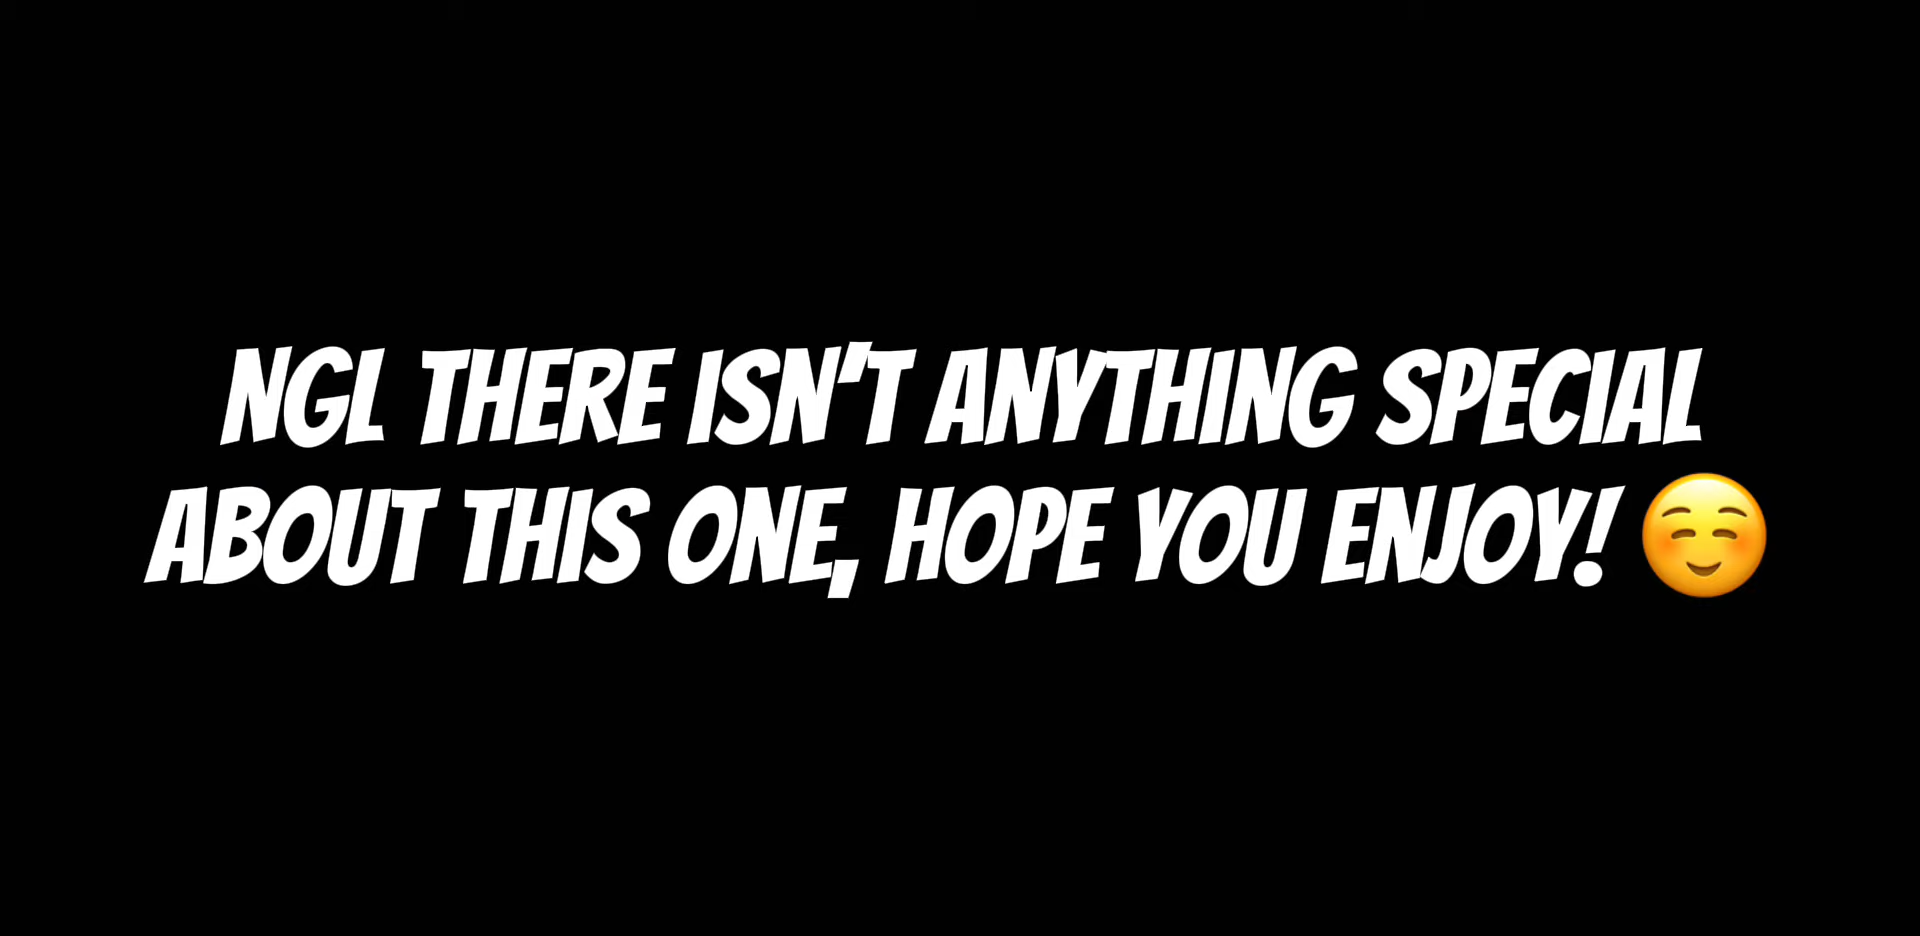 NGL THERE ISN'T ANYTHING SPECIAL
ABOUT THIS ONE, HOPE YOU ENJOY! ☺️